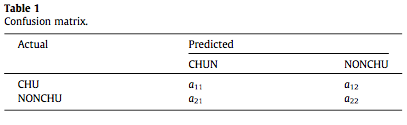 Table 1
Confusion matrix.
Actual Predicted
CHUN NONCHU
CHU a11 a12
NONCHU a21 a22